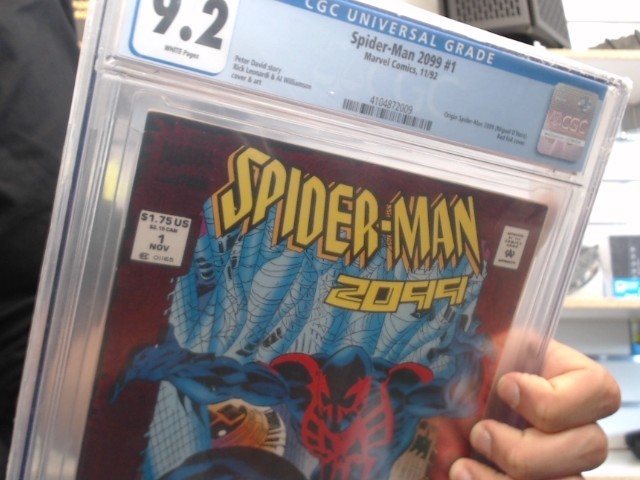 CGC UNIVERSAL GRADE
9.2
WHITE Pages
Spider-Man 2099 #1
Marvel Comics, 11/92
Peter David story
Rick Leonardi & Al Williamson
cover & art
4104872009
Origin Spider-Man 2099 (Miguel O'Hara)
Red foil cover
CGC
$1.75 US
1
NOV
SPIDER-MAN
2099